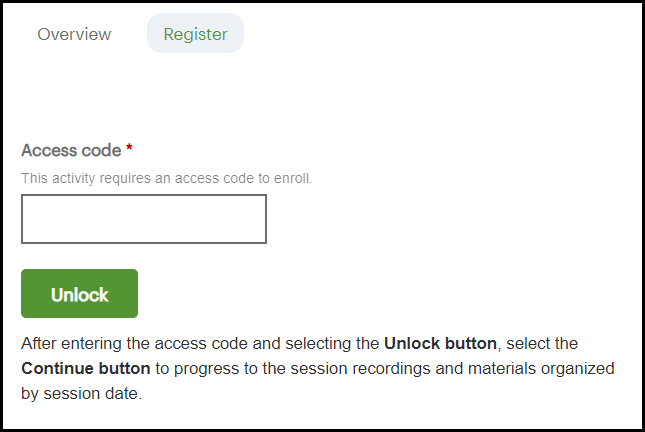 Overview Register
Access code *
This activity requires an access code to enroll.
Unlock
After entering the access code and selecting the Unlock button, select the
Continue button to progress to the session recordings and materials organized
by session date.